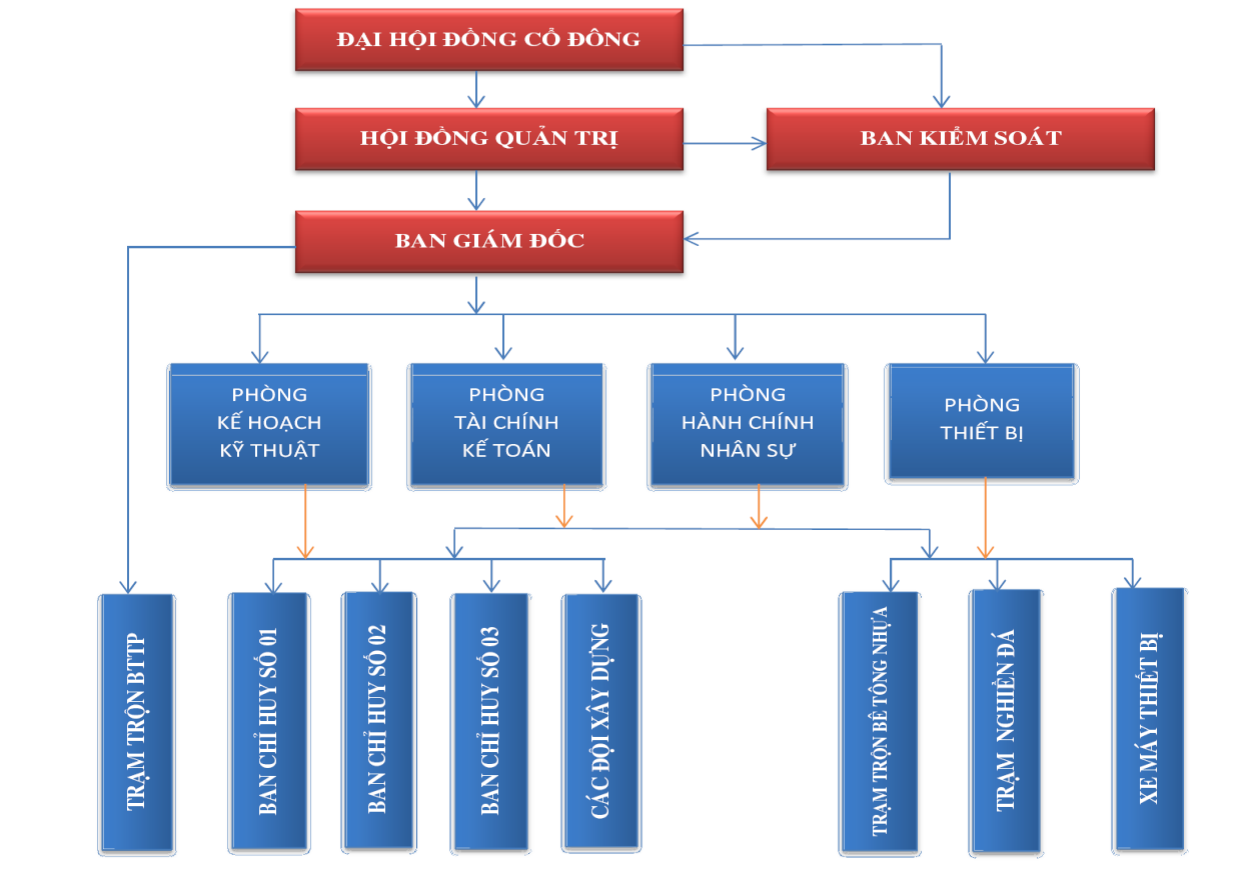 ĐẠI HỘI ĐỒNG CỔ ĐÔNG
HỘI ĐỒNG QUẢN TRỊ
BAN KIỂM SOÁT
BAN GIÁM ĐỐC
PHÒNG
KẾ HOẠCH
KỸ THUẬT
PHÒNG
TÀI CHÍNH
KẾ TOÁN
PHÒNG
HÀNH CHÍNH
NHÂN SỰ
PHÒNG
THIẾT BỊ
TRẠM TRỘN BTTP
BAN CHỈ HUY SỐ 01
BAN CHỈ HUY SỐ 02
BAN CHỈ HUY SỐ 03
CÁC ĐỘI XÂY DỰNG
TRẠM TRỘN BÊ TÔNG NHỰA
TRẠM NGHIỀN ĐÁ
XE MÁY THIẾT BỊ